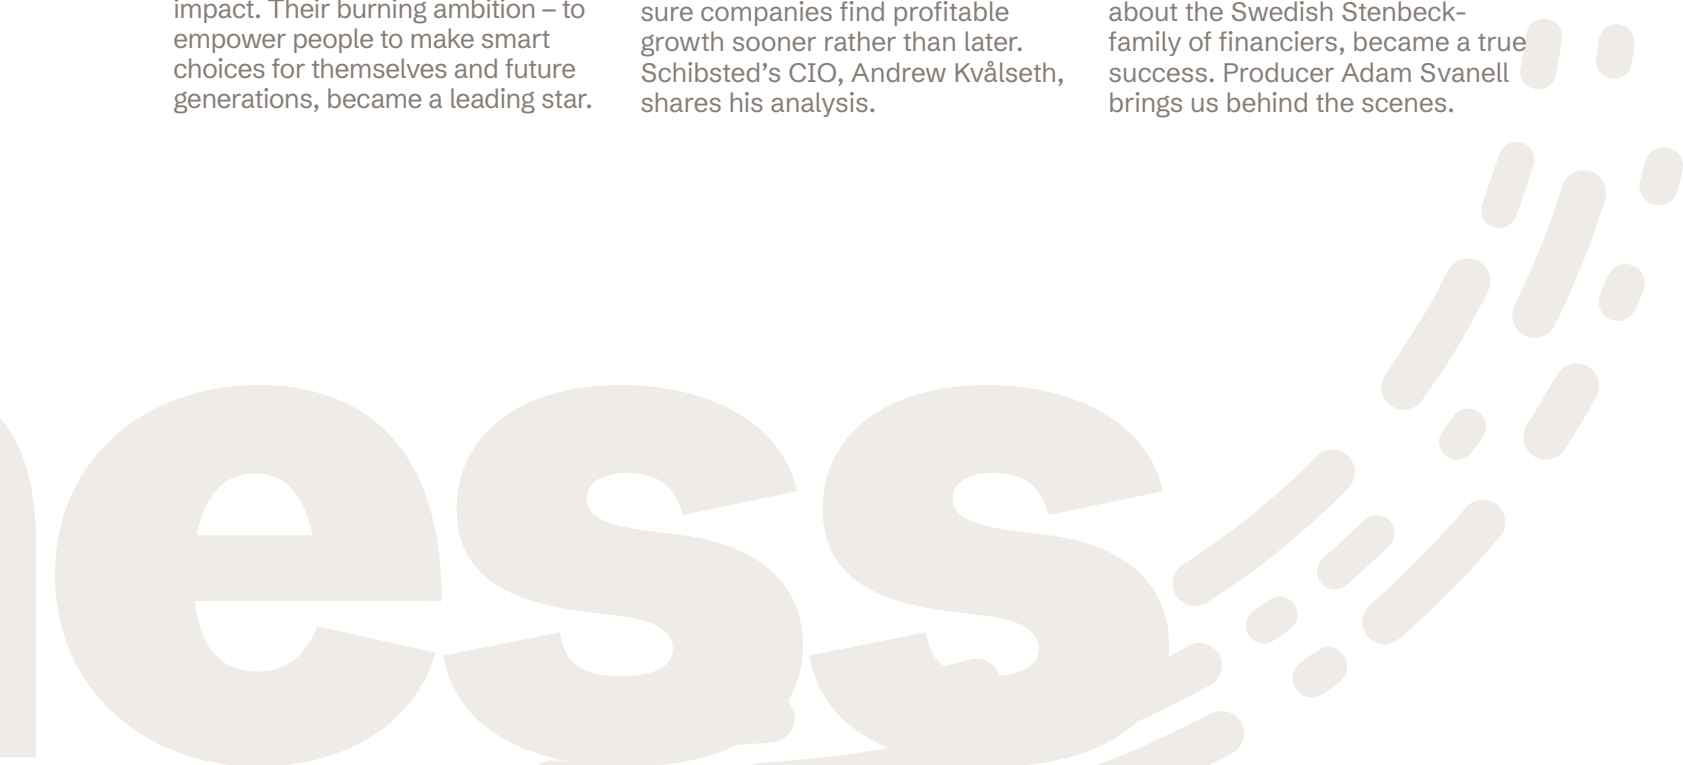 impact. Their burning ambition – to
empower people to make smart
choices for themselves and future
generations, became a leading star.
sure companies find profitable
growth sooner rather than later.
Schibsted’s CIO, Andrew Kvålseth,
shares his analysis.
about the Swedish Stenbeck-
family of financiers, became a true
success. Producer Adam Svanell
brings us behind the scenes.
ness